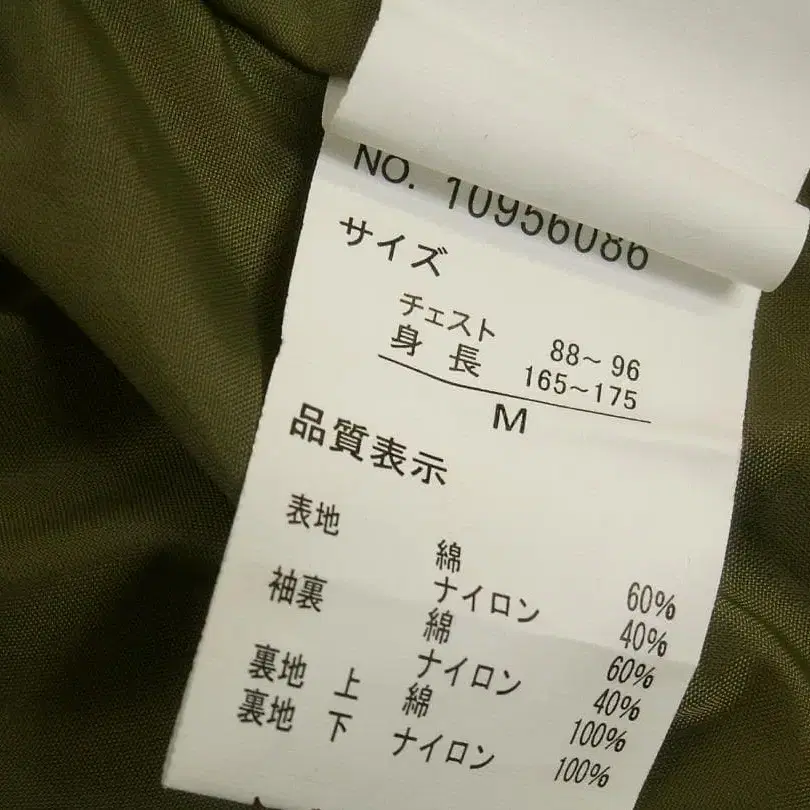 NO. 10956086
サイズ
チェスト 88～96
身長 165～175
M
品質表示
表地 綿 60%
ナイロン 40%
袖裏 綿 60%
ナイロン 40%
裏地 上 綿 100%
裏地 下 ナイロン 100%